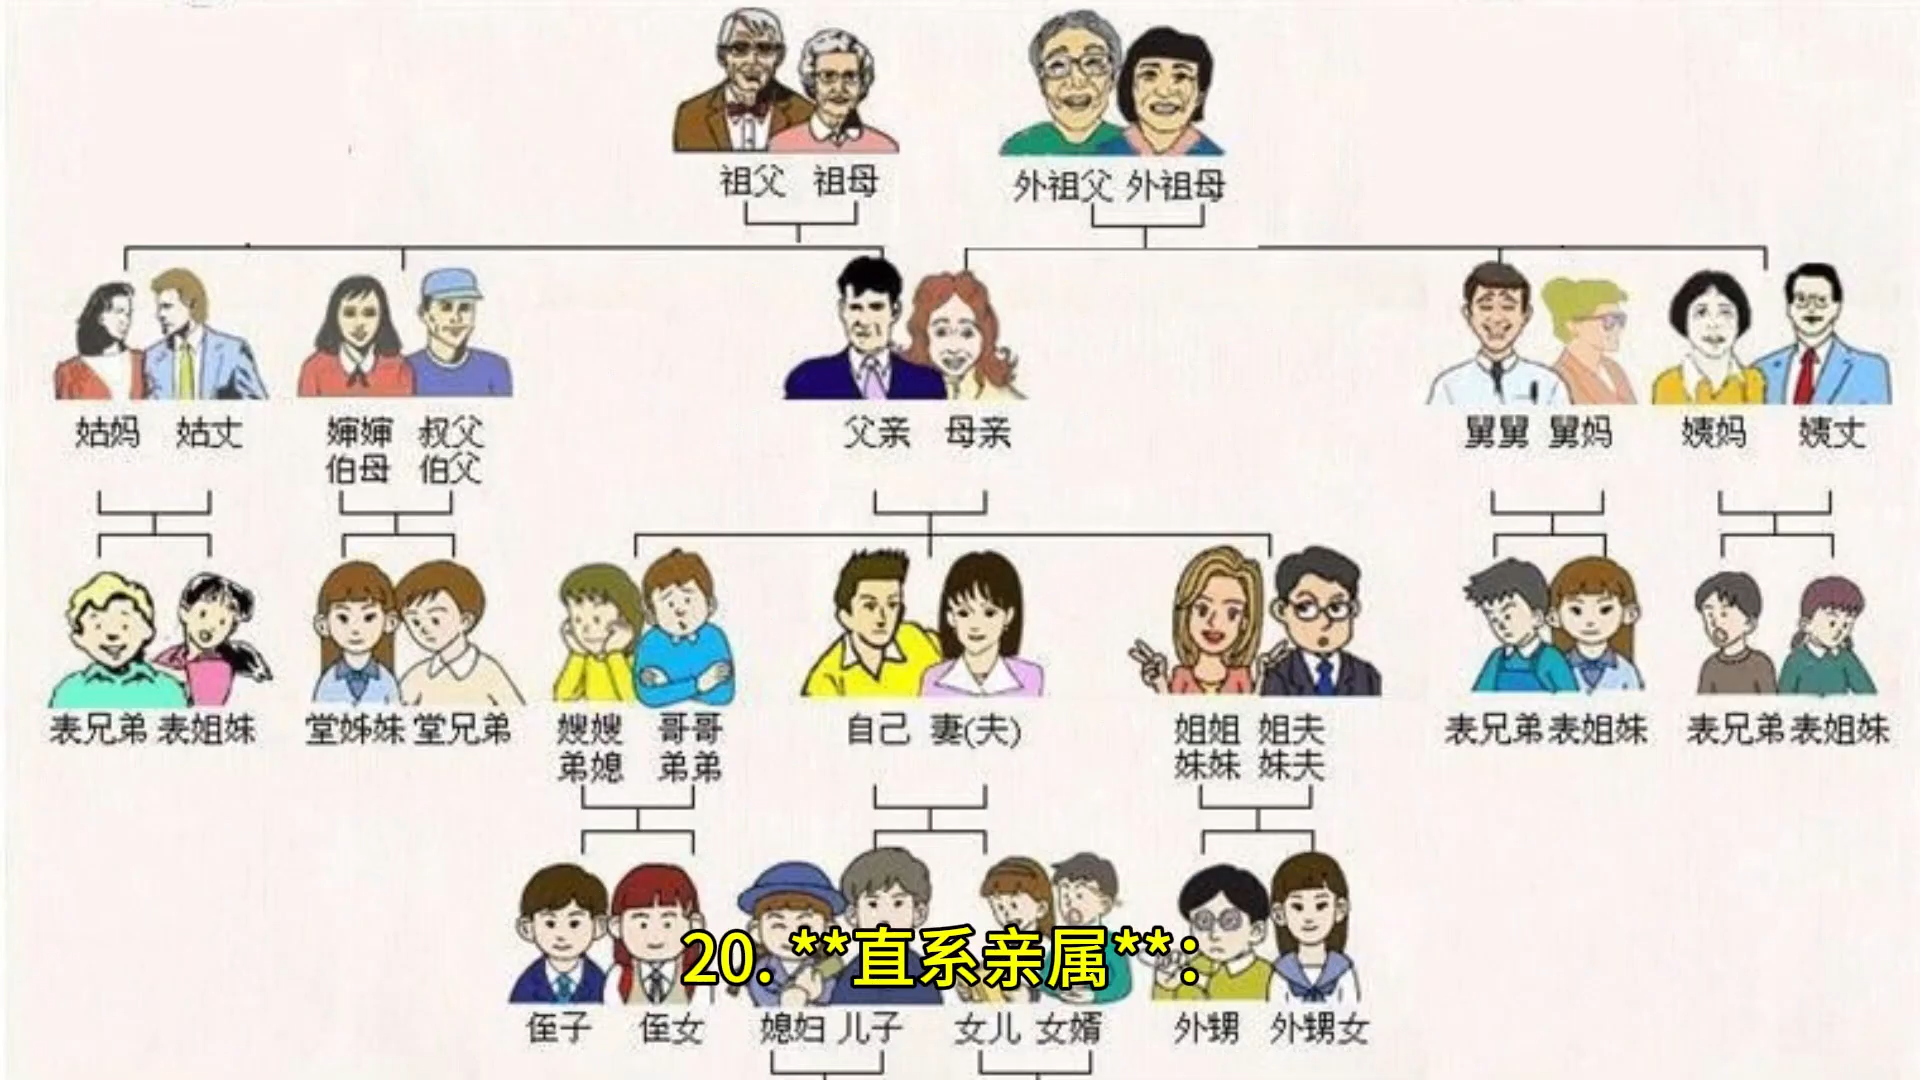 祖父 祖母
外祖父 外祖母
姑妈 姑丈
婶婶 叔父
伯母 伯父
父亲 母亲
舅舅 舅妈
姨妈 姨丈
表兄弟 表姐妹
堂姊妹 堂兄弟
嫂嫂 哥哥
弟媳 弟弟
自己 妻(夫)
姐姐 姐夫
妹妹 妹夫
表兄弟 表姐妹
表兄弟 表姐妹
20. **直系亲属**：
侄子 侄女
媳妇 儿子
女儿 女婿
外甥 外甥女